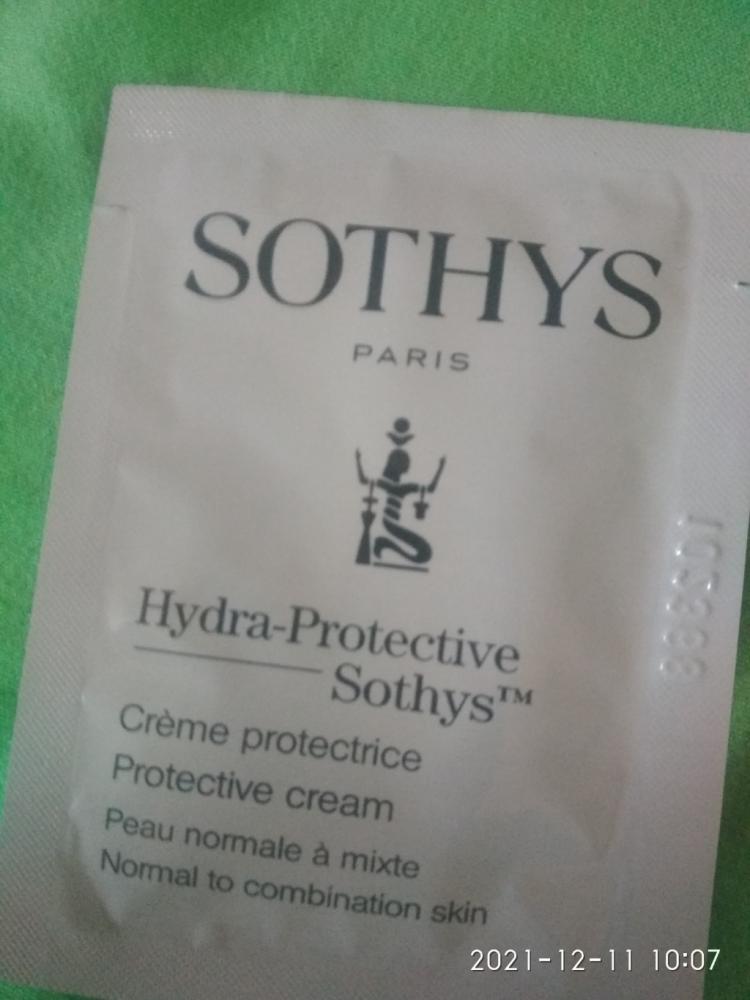 SOTHYS
PARIS
Hydra-Protective
Sothys™
Crème protectrice
Protective cream
Peau normale à mixte
Normal to combination skin
2021-12-11 10:07